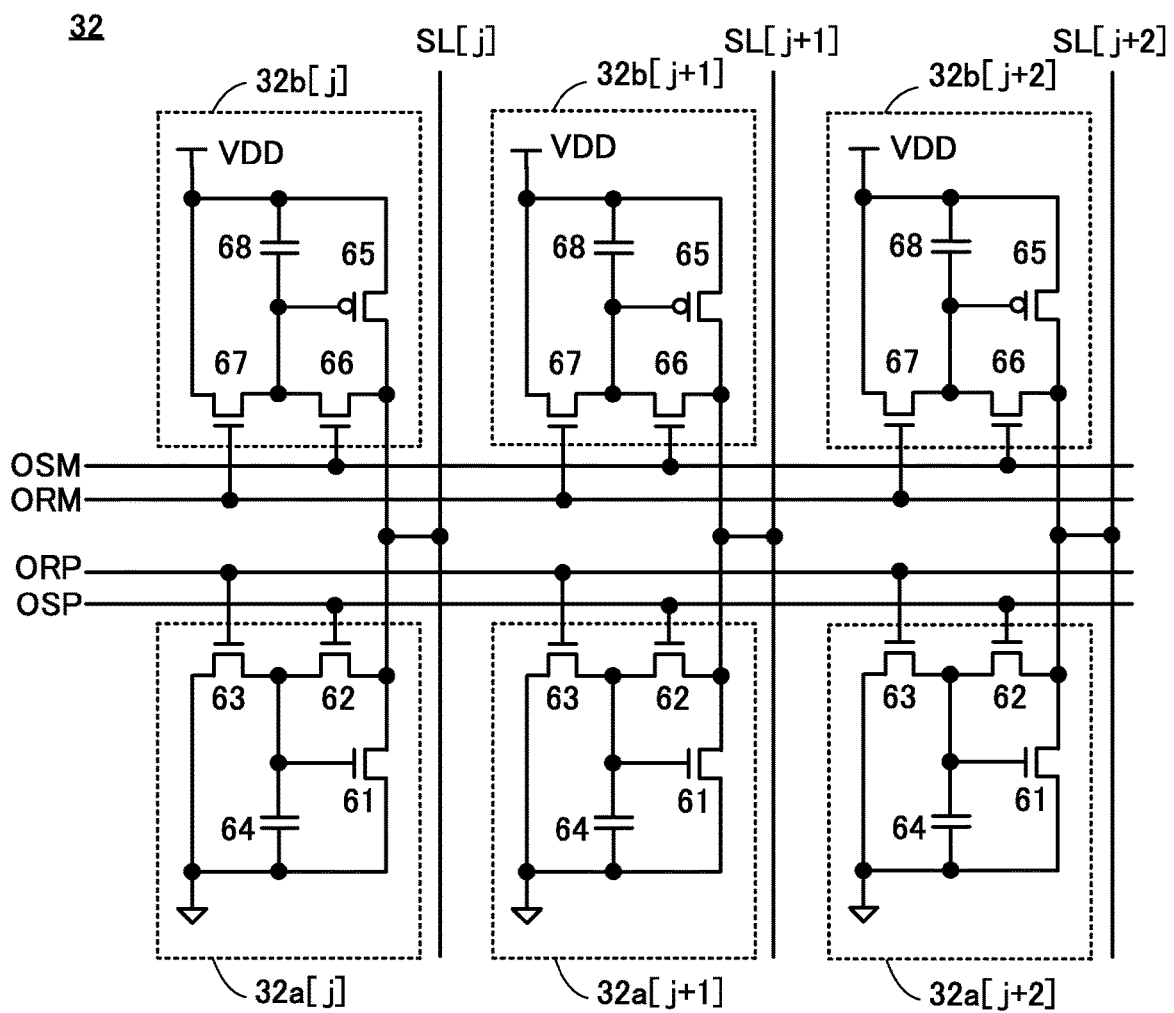 32
SL[j] SL[j+1] SL[j+2]
32b[j] 32b[j+1] 32b[j+2]
VDD VDD VDD
68 65 68 65 68 65
67 66 67 66 67 66
OSM
ORM
ORP
OSP
63 62 63 62 63 62
64 61 64 61 64 61
32a[j] 32a[j+1] 32a[j+2]